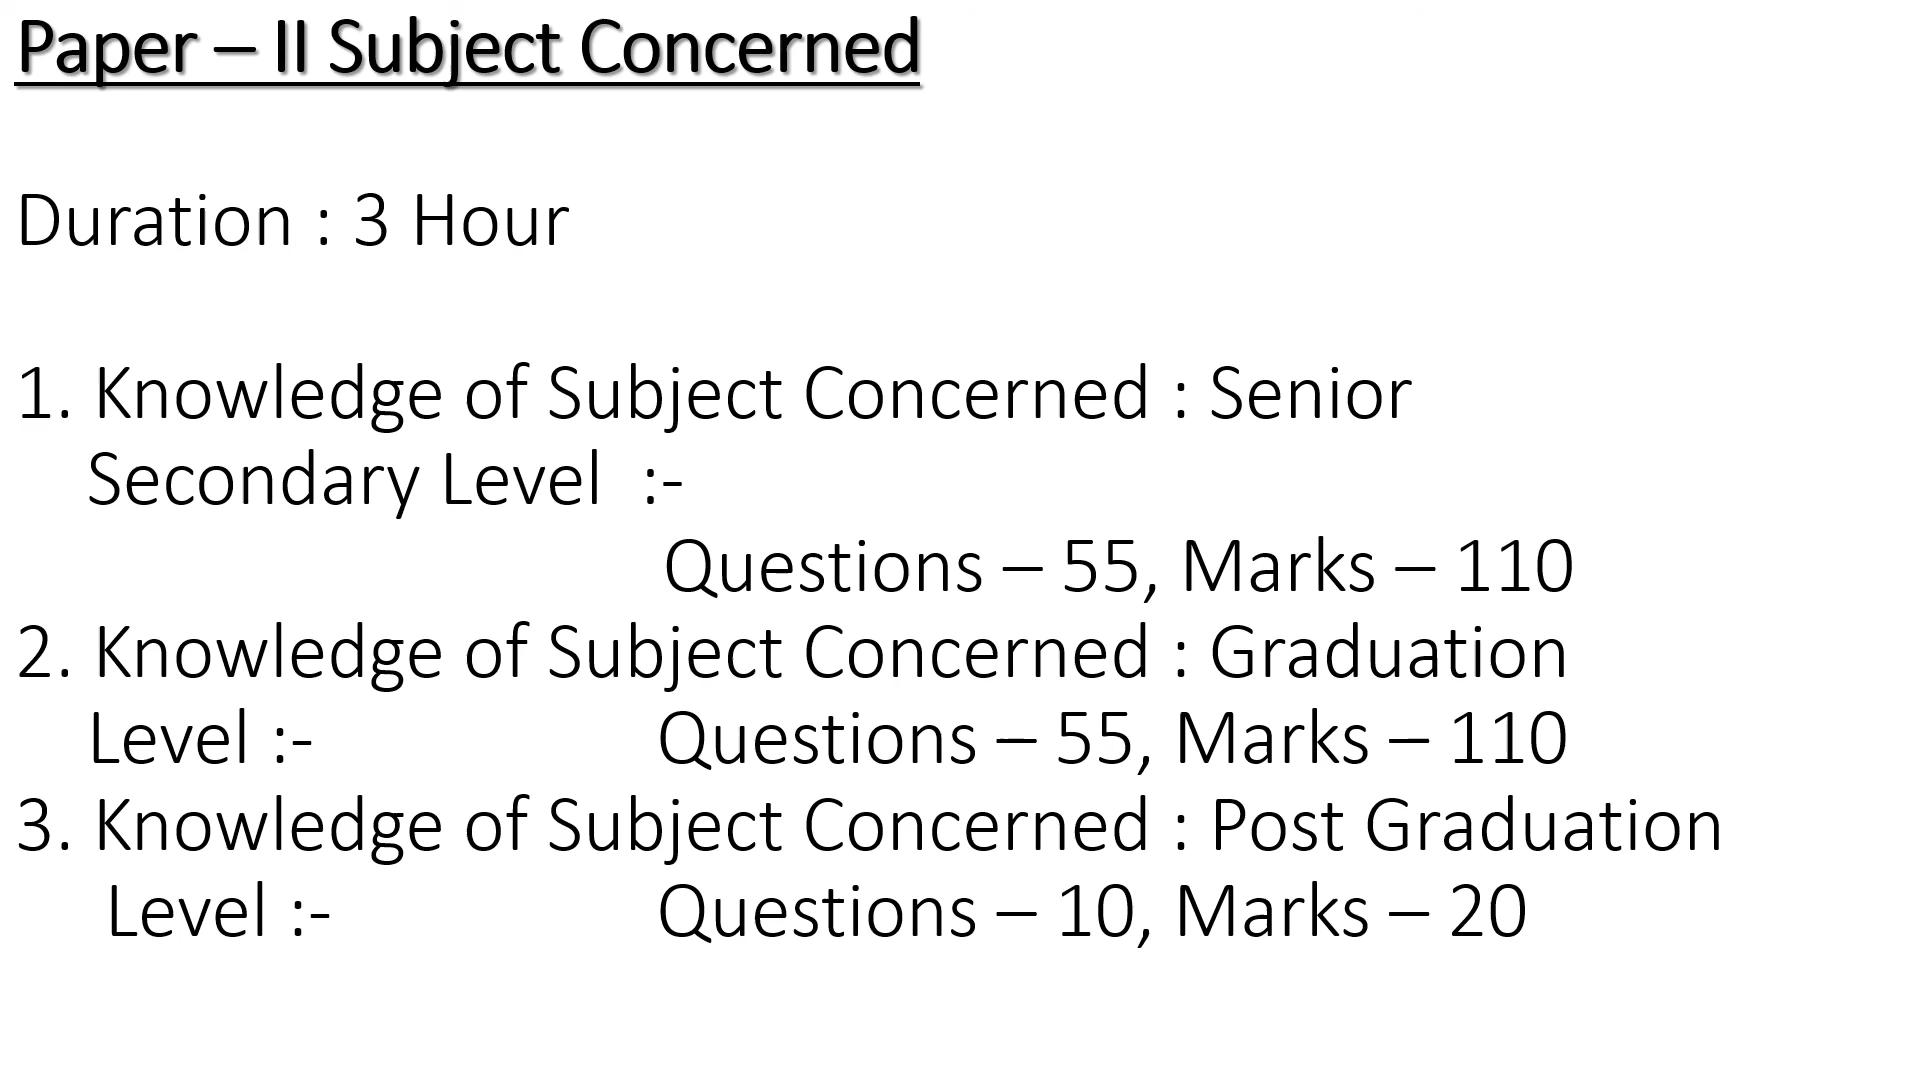 Paper – II Subject Concerned
Duration : 3 Hour
1. Knowledge of Subject Concerned : Senior
Secondary Level  :-
Questions – 55, Marks – 110
2. Knowledge of Subject Concerned : Graduation
Level :- Questions – 55, Marks – 110
3. Knowledge of Subject Concerned : Post Graduation
Level :- Questions – 10, Marks – 20